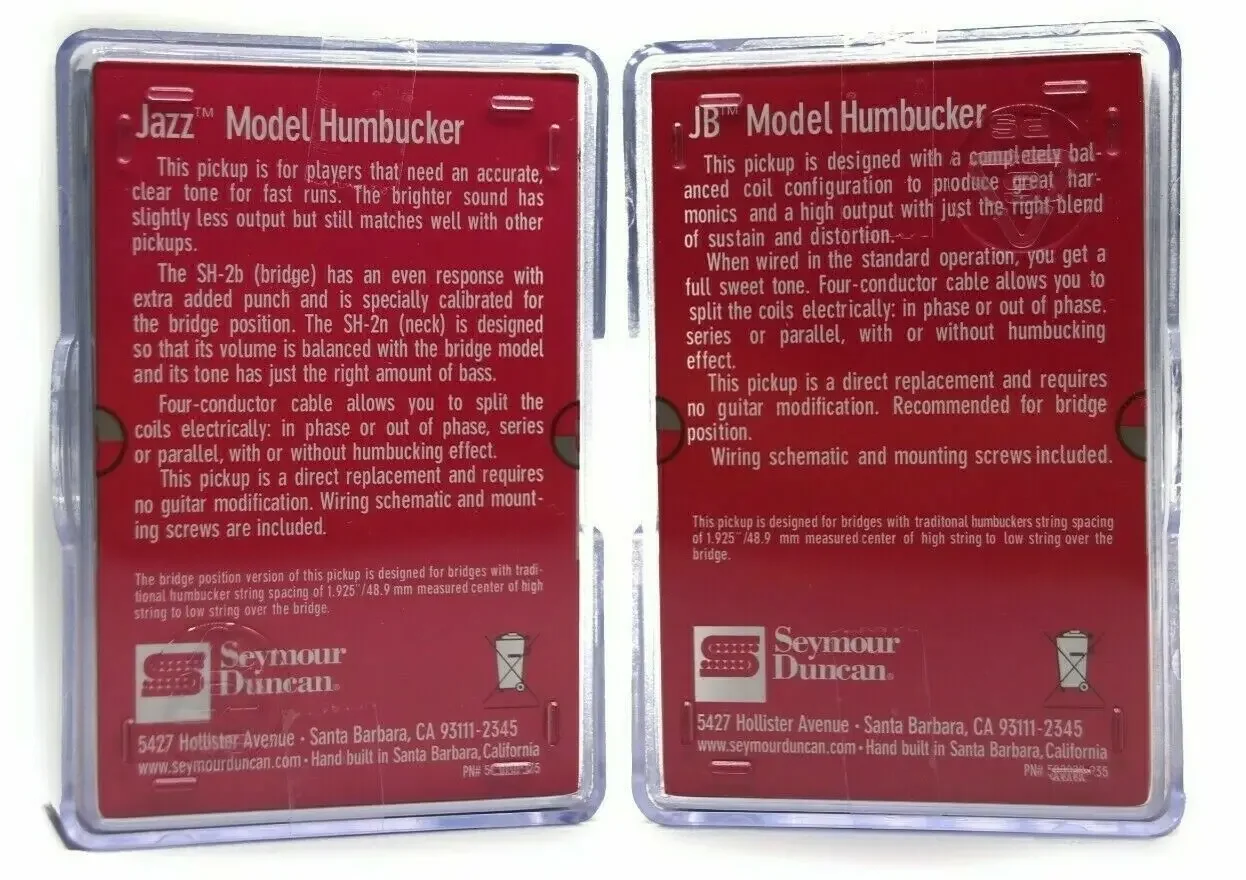 Jazz™ Model Humbucker
This pickup is for players that need an accurate,
clear tone for fast runs. The brighter sound has
slightly less output but still matches well with other
pickups.
The SH-2b (bridge) has an even response with
extra added punch and is specially calibrated for
the bridge position. The SH-2n (neck) is designed
so that its volume is balanced with the bridge model
and its tone has just the right amount of bass.
Four-conductor cable allows you to split the
coils electrically: in phase or out of phase, series
or parallel, with or without humbucking effect.
This pickup is a direct replacement and requires
no guitar modification. Wiring schematic and mount-
ing screws are included.
The bridge position version of this pickup is designed for bridges with tradi-
tional humbucker string spacing of 1.925"/48.9 mm measured center of high
string to low string over the bridge.
Seymour
Duncan®
5427 Hollister Avenue • Santa Barbara, CA 93111-2345
www.seymourduncan.com • Hand built in Santa Barbara, California
PN#
JB™ Model Humbucker
This pickup is designed with a completely bal-
anced coil configuration to produce great har-
monics and a high output with just the right blend
of sustain and distortion.
When wired in the standard operation, you get a
full sweet tone. Four-conductor cable allows you to
split the coils electrically: in phase or out of phase.
series or parallel, with or without humbucking
effect.
This pickup is a direct replacement and requires
no guitar modification. Recommended for bridge
position.
Wiring schematic and mounting screws included.
This pickup is designed for bridges with traditonal humbuckers string spacing
of 1.925"/48.9 mm measured center of high string to low string over the
bridge.
Seymour
Duncan®
5427 Hollister Avenue • Santa Barbara, CA 93111-2345
www.seymourduncan.com • Hand built in Santa Barbara, California
PN#